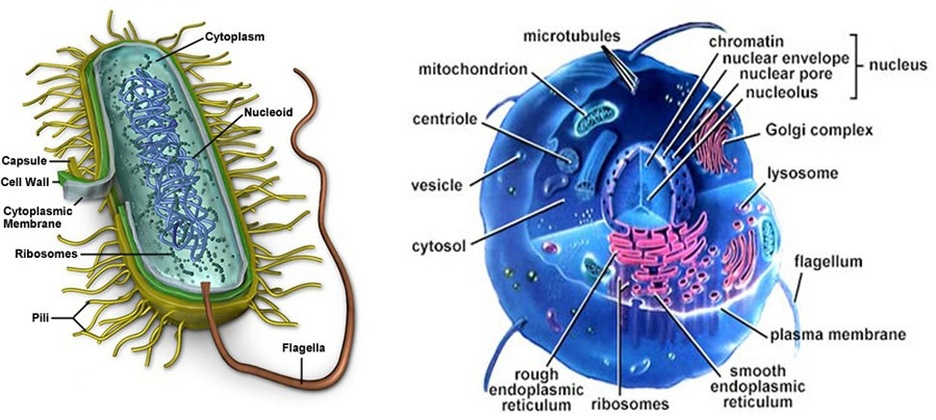 Cytoplasm
Nucleoid
Capsule
Cell Wall
Cytoplasmic
Membrane
Ribosomes
Pili
Flagella
microtubules
mitochondrion
centriole
vesicle
cytosol
chromatin
nuclear envelope
nuclear pore
nucleolus
nucleus
Golgi complex
lysosome
flagellum
plasma membrane
smooth
endoplasmic
reticulum
ribosomes
rough
endoplasmic
reticulum